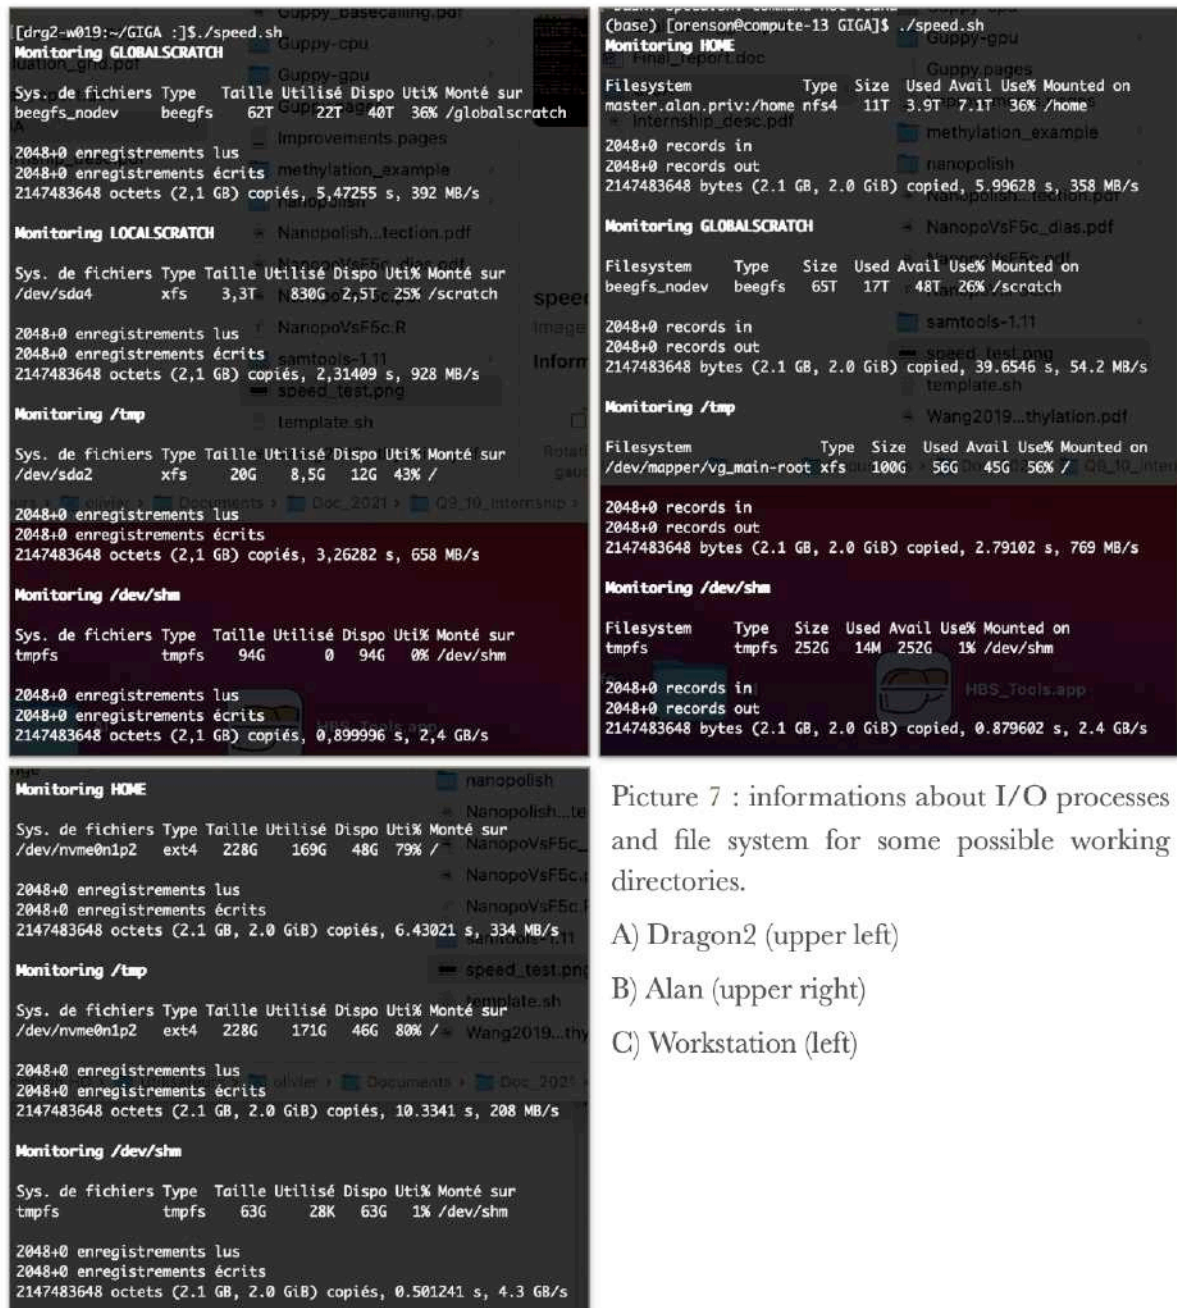 [drg2-w019:~/GIGA :]$./speed.sh
Monitoring GLOBALSCRATCH
Sys. de fichiers Type Taille Utilisé Dispo Uti% Monté sur
beegfs_nodev beegfs 62T 22T 40T 36% /globalscratch
2048+0 enregistrements lus
2048+0 enregistrements écrits
2147483648 octets (2,1 GB) copiés, 5,47255 s, 392 MB/s
Monitoring LOCALSCRATCH
Sys. de fichiers Type Taille Utilisé Dispo Uti% Monté sur
/dev/sda4 xfs 3,3T 830G 2,5T 25% /scratch
2048+0 enregistrements lus
2048+0 enregistrements écrits
2147483648 octets (2,1 GB) copiés, 2,31409 s, 928 MB/s
Monitoring /tmp
Sys. de fichiers Type Taille Utilisé Dispo Uti% Monté sur
/dev/sda2 xfs 20G 8,5G 12G 43% /
2048+0 enregistrements lus
2048+0 enregistrements écrits
2147483648 octets (2,1 GB) copiés, 3,26282 s, 658 MB/s
Monitoring /dev/shm
Sys. de fichiers Type Taille Utilisé Dispo Uti% Monté sur
tmpfs tmpfs 94G 0 94G 0% /dev/shm
2048+0 enregistrements lus
2048+0 enregistrements écrits
2147483648 octets (2,1 GB) copiés, 0,899996 s, 2,4 GB/s
(base) [orenson@compute-13 GIGA]$ ./speed.sh
Monitoring HOME
Filesystem Type Size Used Avail Use% Mounted on
master.alan.priv:/home nfs4 11T 3.9T 7.1T 36% /home
2048+0 records in
2048+0 records out
2147483648 bytes (2.1 GB, 2.0 GiB) copied, 5.99628 s, 358 MB/s
Monitoring GLOBALSCRATCH
Filesystem Type Size Used Avail Use% Mounted on
beegfs_nodev beegfs 65T 17T 48T 26% /scratch
2048+0 records in
2048+0 records out
2147483648 bytes (2.1 GB, 2.0 GiB) copied, 39.6546 s, 54.2 MB/s
Monitoring /tmp
Filesystem Type Size Used Avail Use% Mounted on
/dev/mapper/vg_main-root xfs 100G 56G 45G 56% /
2048+0 records in
2048+0 records out
2147483648 bytes (2.1 GB, 2.0 GiB) copied, 2.79102 s, 769 MB/s
Monitoring /dev/shm
Filesystem Type Size Used Avail Use% Mounted on
tmpfs tmpfs 252G 14M 252G 1% /dev/shm
2048+0 records in
2048+0 records out
2147483648 bytes (2.1 GB, 2.0 GiB) copied, 0.879602 s, 2.4 GB/s
Monitoring HOME
Sys. de fichiers Type Taille Utilisé Dispo Uti% Monté sur
/dev/nvme0n1p2 ext4 228G 169G 48G 79% /
2048+0 enregistrements lus
2048+0 enregistrements écrits
2147483648 octets (2.1 GB, 2.0 GiB) copiés, 6.43021 s, 334 MB/s
Monitoring /tmp
Sys. de fichiers Type Taille Utilisé Dispo Uti% Monté sur
/dev/nvme0n1p2 ext4 228G 171G 46G 80% /
2048+0 enregistrements lus
2048+0 enregistrements écrits
2147483648 octets (2.1 GB, 2.0 GiB) copiés, 10.3341 s, 208 MB/s
Monitoring /dev/shm
Sys. de fichiers Type Taille Utilisé Dispo Uti% Monté sur
tmpfs tmpfs 63G 28K 63G 1% /dev/shm
2048+0 enregistrements lus
2048+0 enregistrements écrits
2147483648 octets (2.1 GB, 2.0 GiB) copiés, 0.501241 s, 4.3 GB/s
Picture 7 : informations about I/O processes
and file system for some possible working
directories.
A) Dragon2 (upper left)
B) Alan (upper right)
C) Workstation (left)